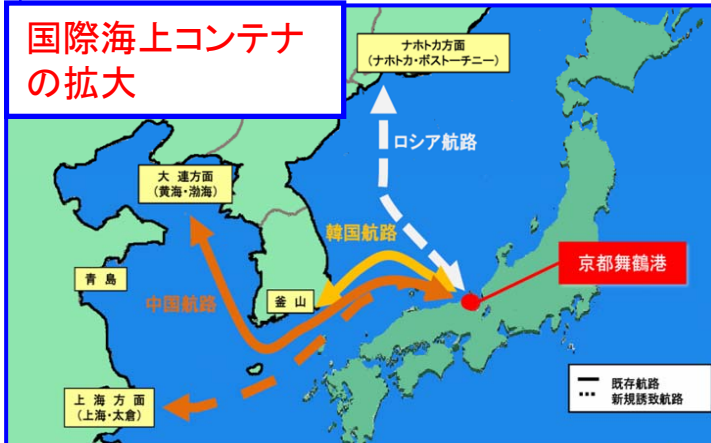 国際海上コンテナ
の拡大
ナホトカ方面
(ナホトカ・ボストーチニー)
ロシア航路
大 連 方 面
(黄海・渤海)
韓国航路
京都舞鶴港
青 島
釜 山
中国航路
上 海 方 面
(上海・太倉)
既存航路
新規誘致航路